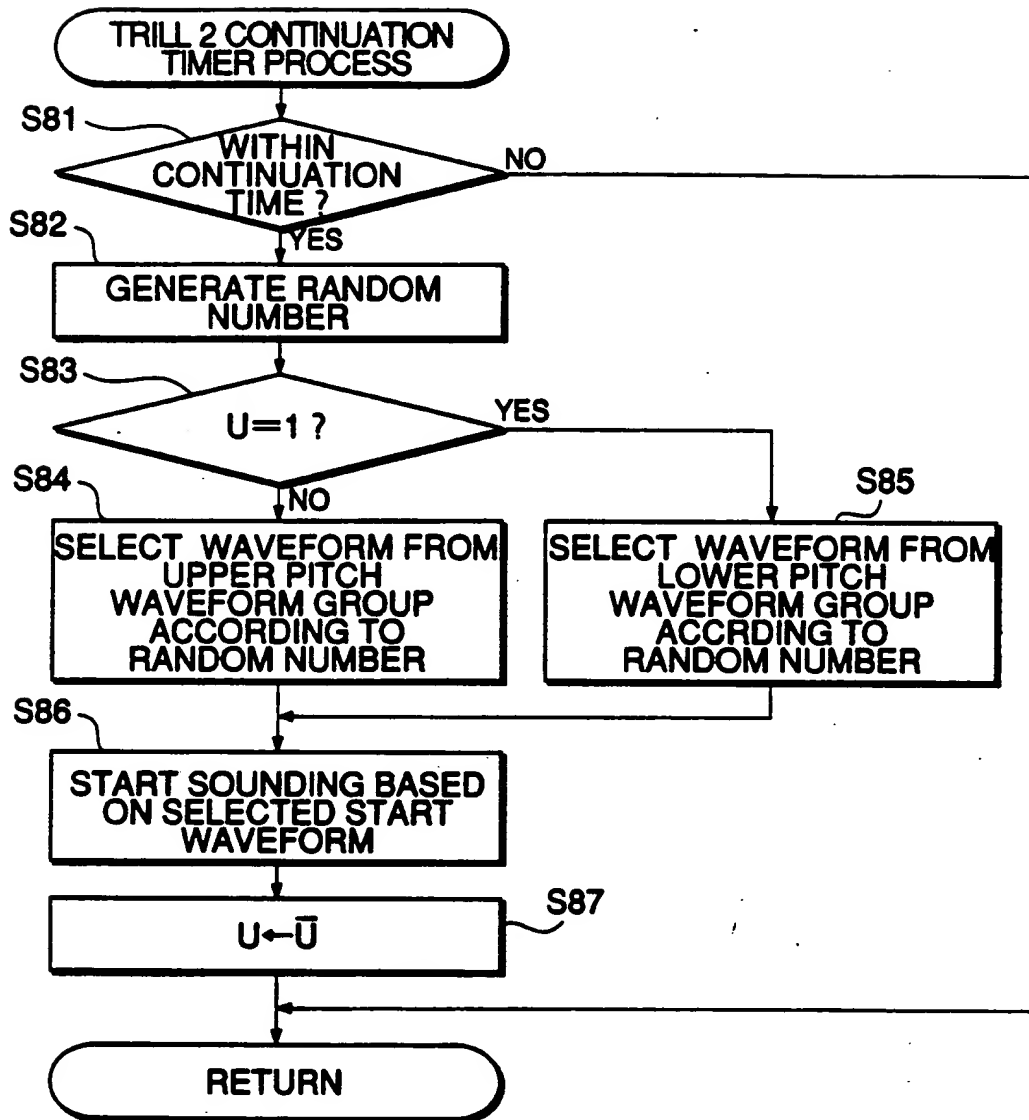 TRILL 2 CONTINUATION
TIMER PROCESS
S81
WITHIN
CONTINUATION
TIME ?
NO
YES
S82
GENERATE RANDOM
NUMBER
S83
U=1 ?
YES
NO
S84
SELECT WAVEFORM FROM
UPPER PITCH
WAVEFORM GROUP
ACCORDING TO
RANDOM NUMBER
S85
SELECT WAVEFORM FROM
LOWER PITCH
WAVEFORM GROUP
ACCRDING TO
RANDOM NUMBER
S86
START SOUNDING BASED
ON SELECTED START
WAVEFORM
S87
U←Ū
RETURN